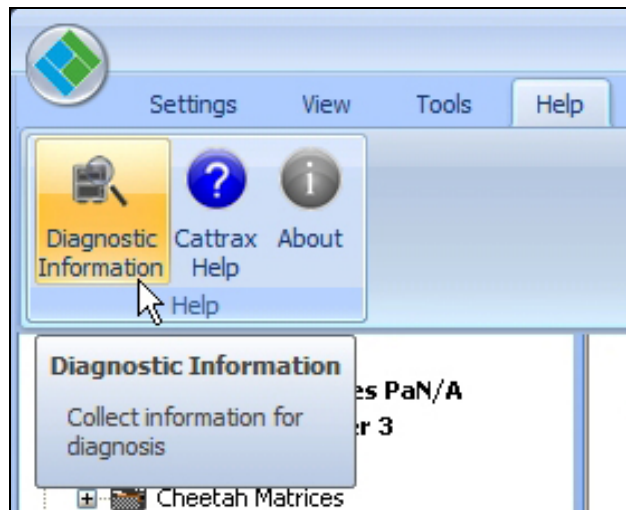 Settings View Tools Help
Diagnostic Information
Cattrax Help
About
Help
Diagnostic Information
Collect information for
diagnosis
es PaN/A
r 3
Cheetah Matrices